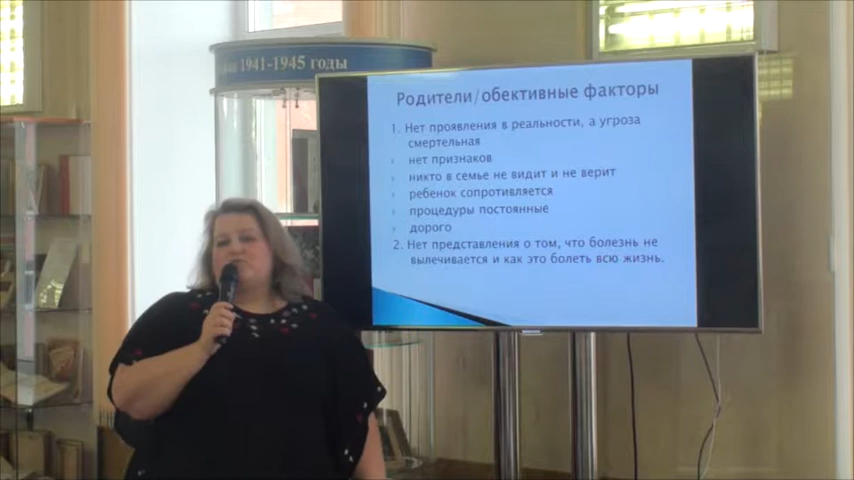 1941-1945 годы
Родители/обективные факторы
1. Нет проявления в реальности, а угроза
смертельная
нет признаков
никто в семье не видит и не верит
ребенок сопротивляется
процедуры постоянные
дорого
2. Нет представления о том, что болезнь не
вылечивается и как это болеть всю жизнь.